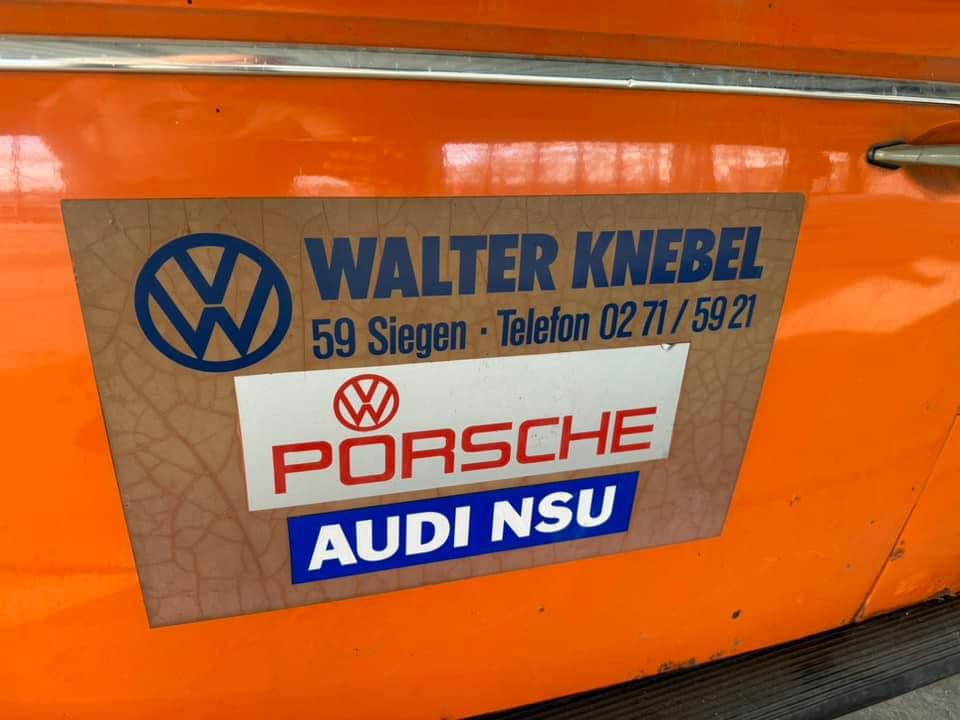 WALTER KNEBEL
59 Siegen · Telefon 02 71 / 59 21
PORSCHE
AUDI NSU